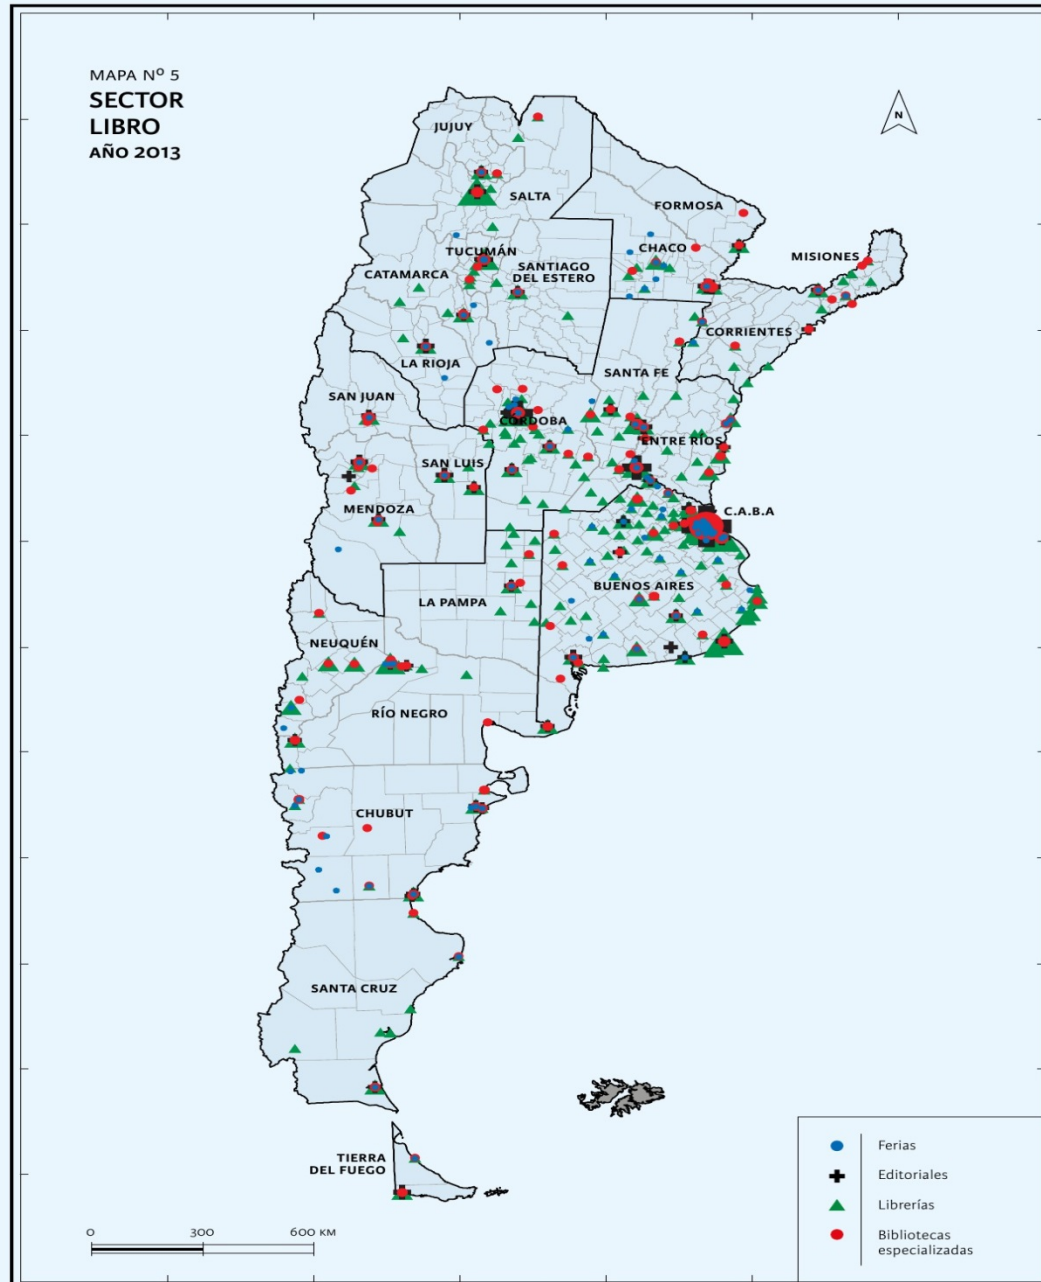 MAPA Nº 5
SECTOR
LIBRO
AÑO 2013
N
JUJUY
SALTA
FORMOSA
CHACO
MISIONES
TUCUMÁN
SANTIAGO
DEL ESTERO
CATAMARCA
CORRIENTES
LA RIOJA
SANTA FE
SAN JUAN
CÓRDOBA
ENTRE RÍOS
SAN LUIS
MENDOZA
C.A.B.A
BUENOS AIRES
LA PAMPA
NEUQUÉN
RÍO NEGRO
CHUBUT
SANTA CRUZ
TIERRA
DEL FUEGO
0 300 600 KM
Ferias
Editoriales
Librerías
Bibliotecas
especializadas